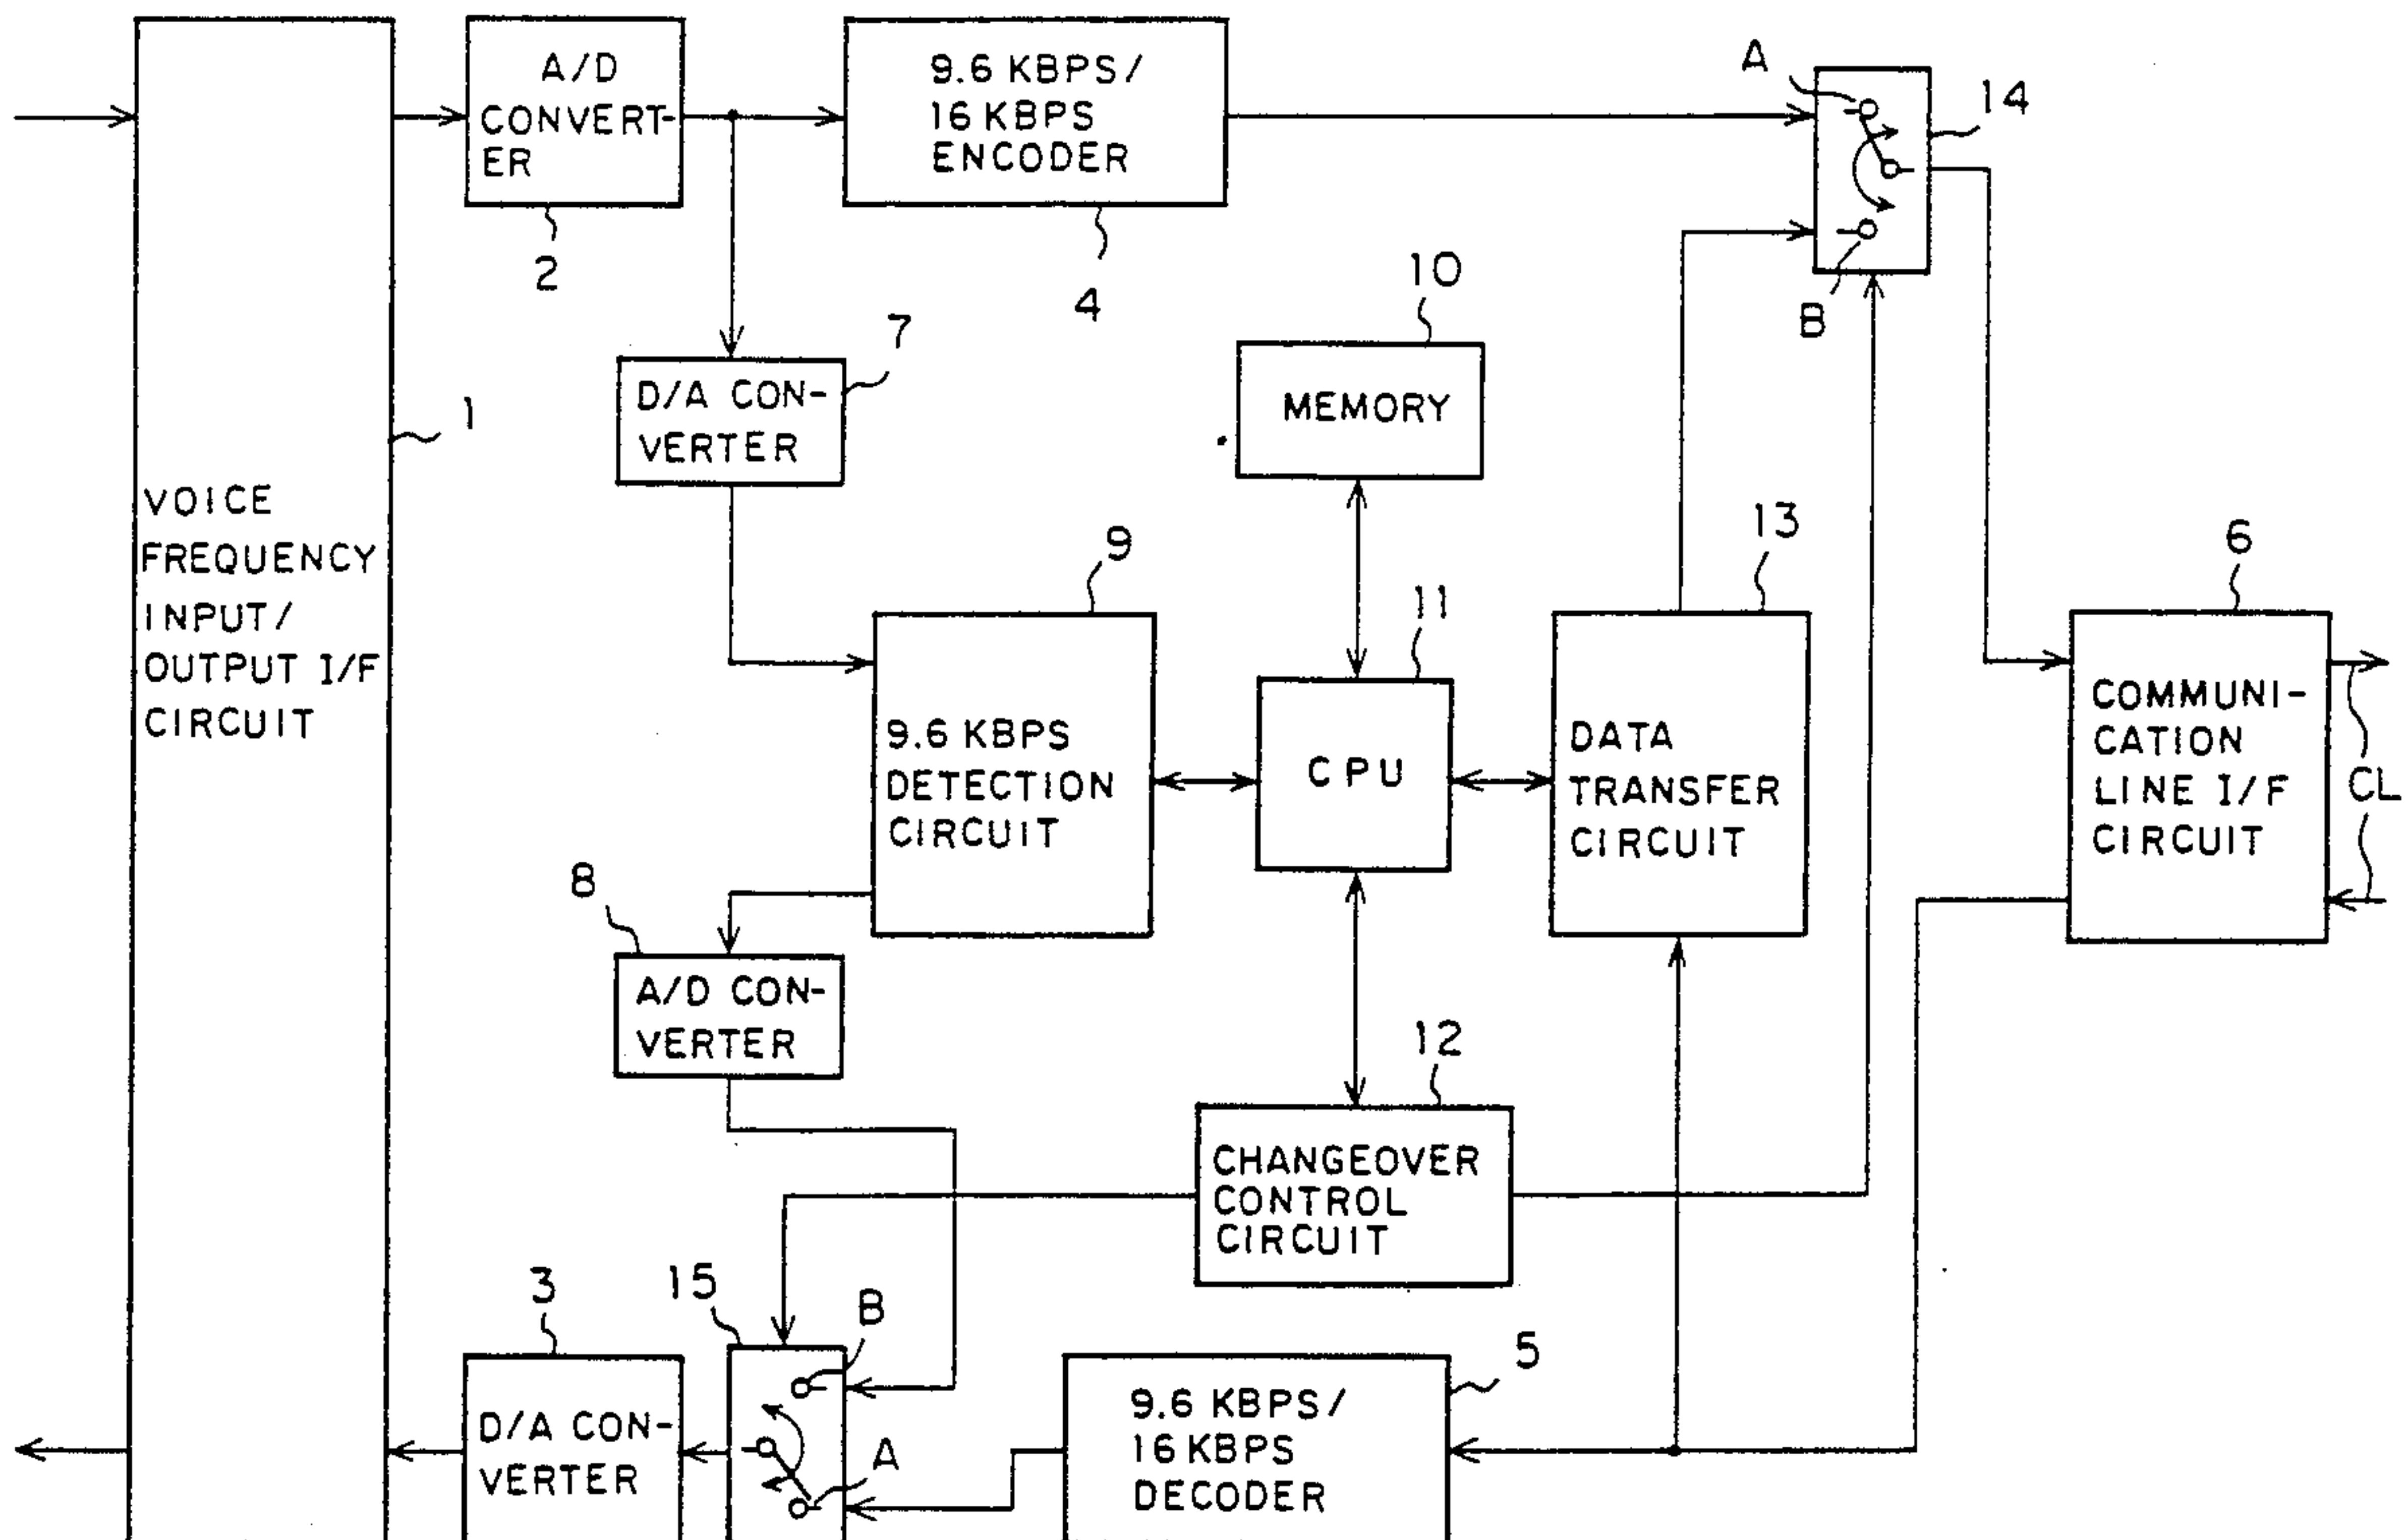 A/D
CONVERT-
ER
2
9.6 KBPS/
16 KBPS
ENCODER
4
A
14
B
10
MEMORY
7
D/A CON-
VERTER
1
VOICE
FREQUENCY
INPUT/
OUTPUT I/F
CIRCUIT
9
9.6 KBPS
DETECTION
CIRCUIT
11
CPU
13
DATA
TRANSFER
CIRCUIT
6
COMMUNI-
CATION
LINE I/F
CIRCUIT
CL
8
A/D CON-
VERTER
12
CHANGEOVER
CONTROL
CIRCUIT
3
D/A CON-
VERTER
15
B
A
5
9.6 KBPS/
16 KBPS
DECODER